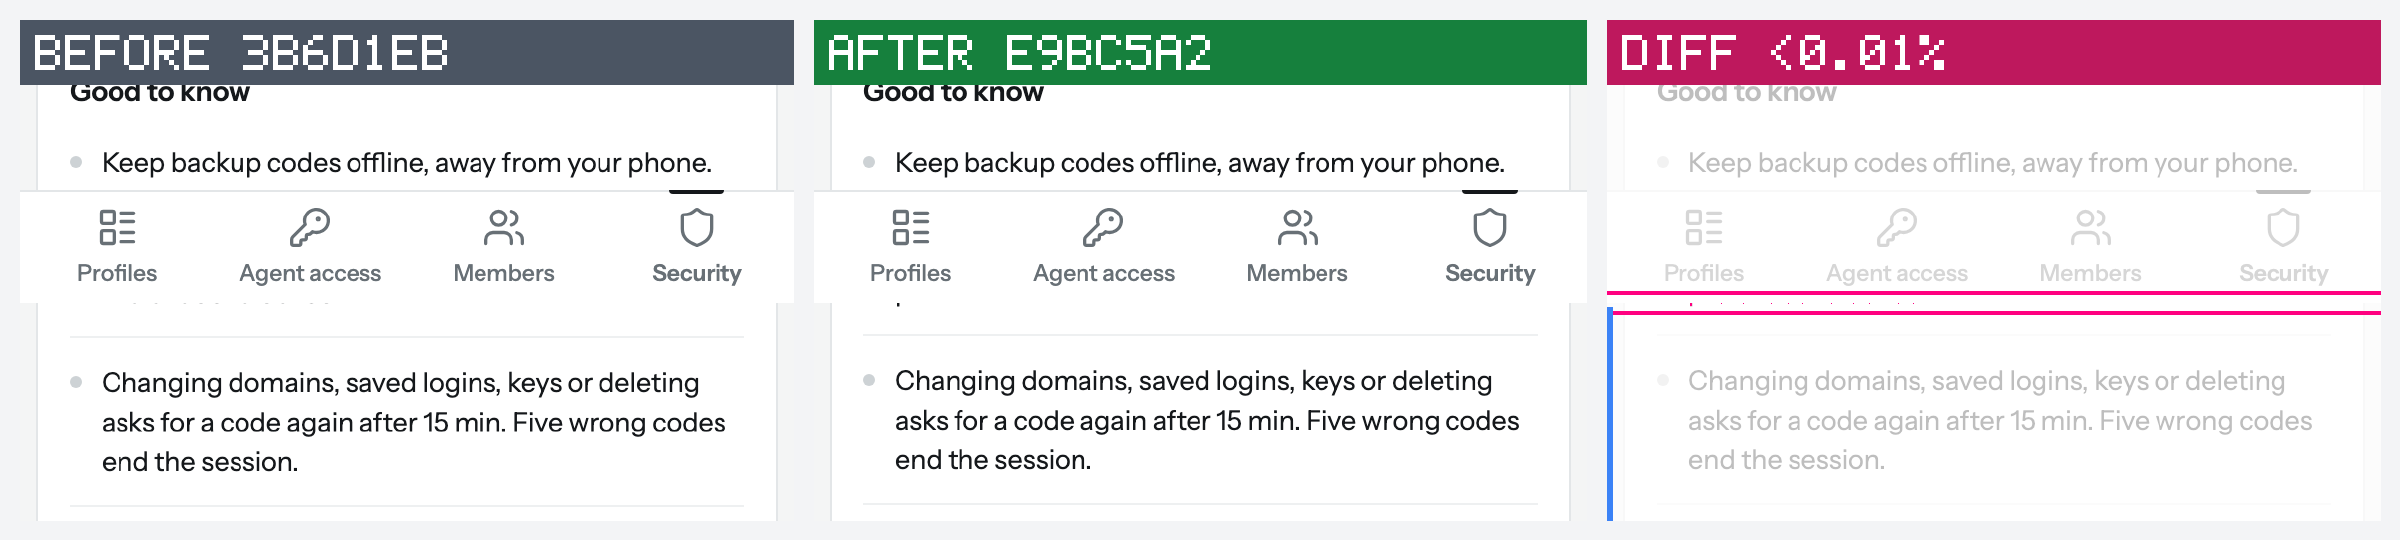 BEFORE 3B6D1EB
Good to know
Keep backup codes offline, away from your phone.
Profiles
Agent access
Members
Security
Changing domains, saved logins, keys or deleting
asks for a code again after 15 min. Five wrong codes
end the session.
AFTER E9BC5A2
Good to know
Keep backup codes offline, away from your phone.
Profiles
Agent access
Members
Security
Changing domains, saved logins, keys or deleting
asks for a code again after 15 min. Five wrong codes
end the session.
DIFF <0.01%
Good to know
Keep backup codes offline, away from your phone.
Profiles
Agent access
Members
Security
Changing domains, saved logins, keys or deleting
asks for a code again after 15 min. Five wrong codes
end the session.